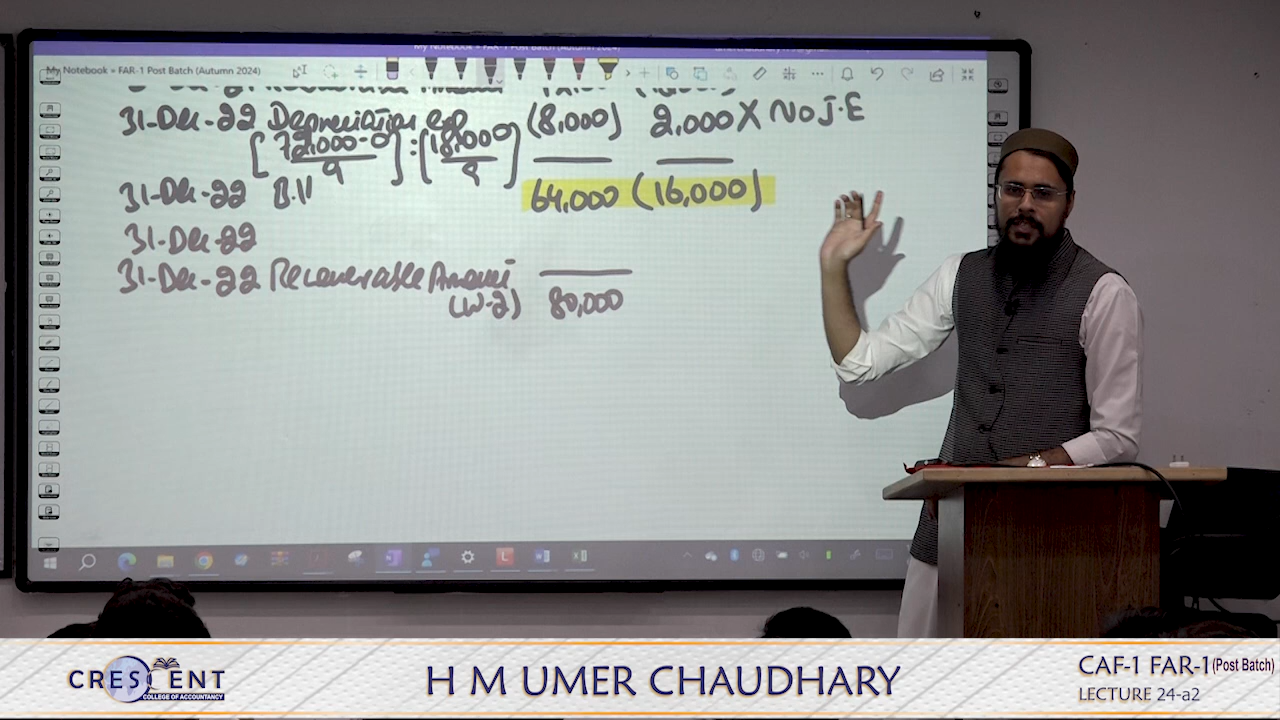 My Notebook » FAR-1 Post Batch (Autumn 2024)
31-Dec-22 Depreciation exp (8,000) 2,000 X No J.E
[72,000-0 / 9] : [18,000 / 9]
31-Dec-22 B.V 64,000 (16,000)
31-Dec-22
31-Dec-22 Recoverable Amount
(W-2) 80,000
CRESCENT
COLLEGE OF ACCOUNTANCY
H M UMER CHAUDHARY
CAF-1 FAR-1 (Post Batch)
LECTURE 24-a2